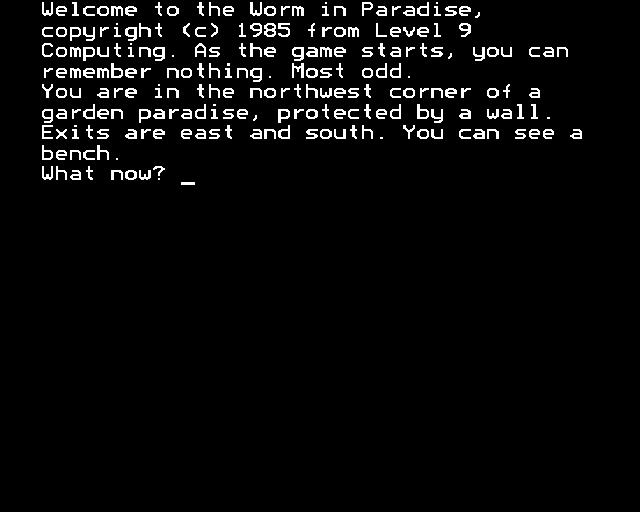 Welcome to the Worm in Paradise,
copyright (c) 1985 from Level 9
Computing. As the game starts, you can
remember nothing. Most odd.
You are in the northwest corner of a
garden paradise, protected by a wall.
Exits are east and south. You can see a
bench.
What now? _